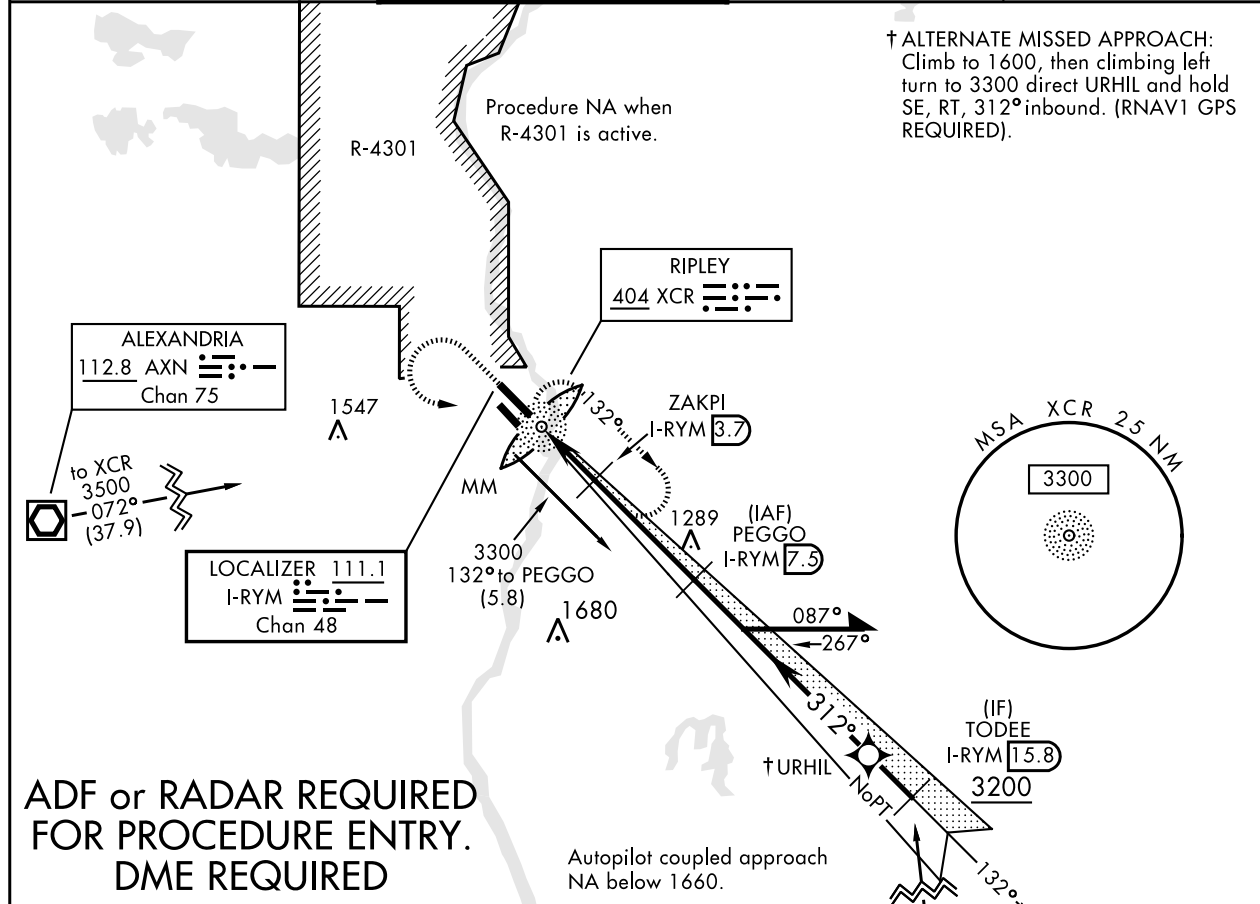 † ALTERNATE MISSED APPROACH:
Climb to 1600, then climbing left
turn to 3300 direct URHIL and hold
SE, RT, 312° inbound. (RNAV1 GPS
REQUIRED).
Procedure NA when
R-4301 is active.
R-4301
RIPLEY
404 XCR
ALEXANDRIA
112.8 AXN
Chan 75
1547
132°
ZAKPI
I-RYM 3.7
MSA XCR 25 NM
3300
to XCR
3500
072°
(37.9)
MM
1289
(IAF)
PEGGO
I-RYM 7.5
3300
132° to PEGGO
(5.8)
LOCALIZER 111.1
I-RYM
Chan 48
1680
087°
267°
312°
(IF)
TODEE
I-RYM 15.8
3200
† URHIL
NoPT
ADF or RADAR REQUIRED
FOR PROCEDURE ENTRY.
DME REQUIRED
Autopilot coupled approach
NA below 1660.
132°